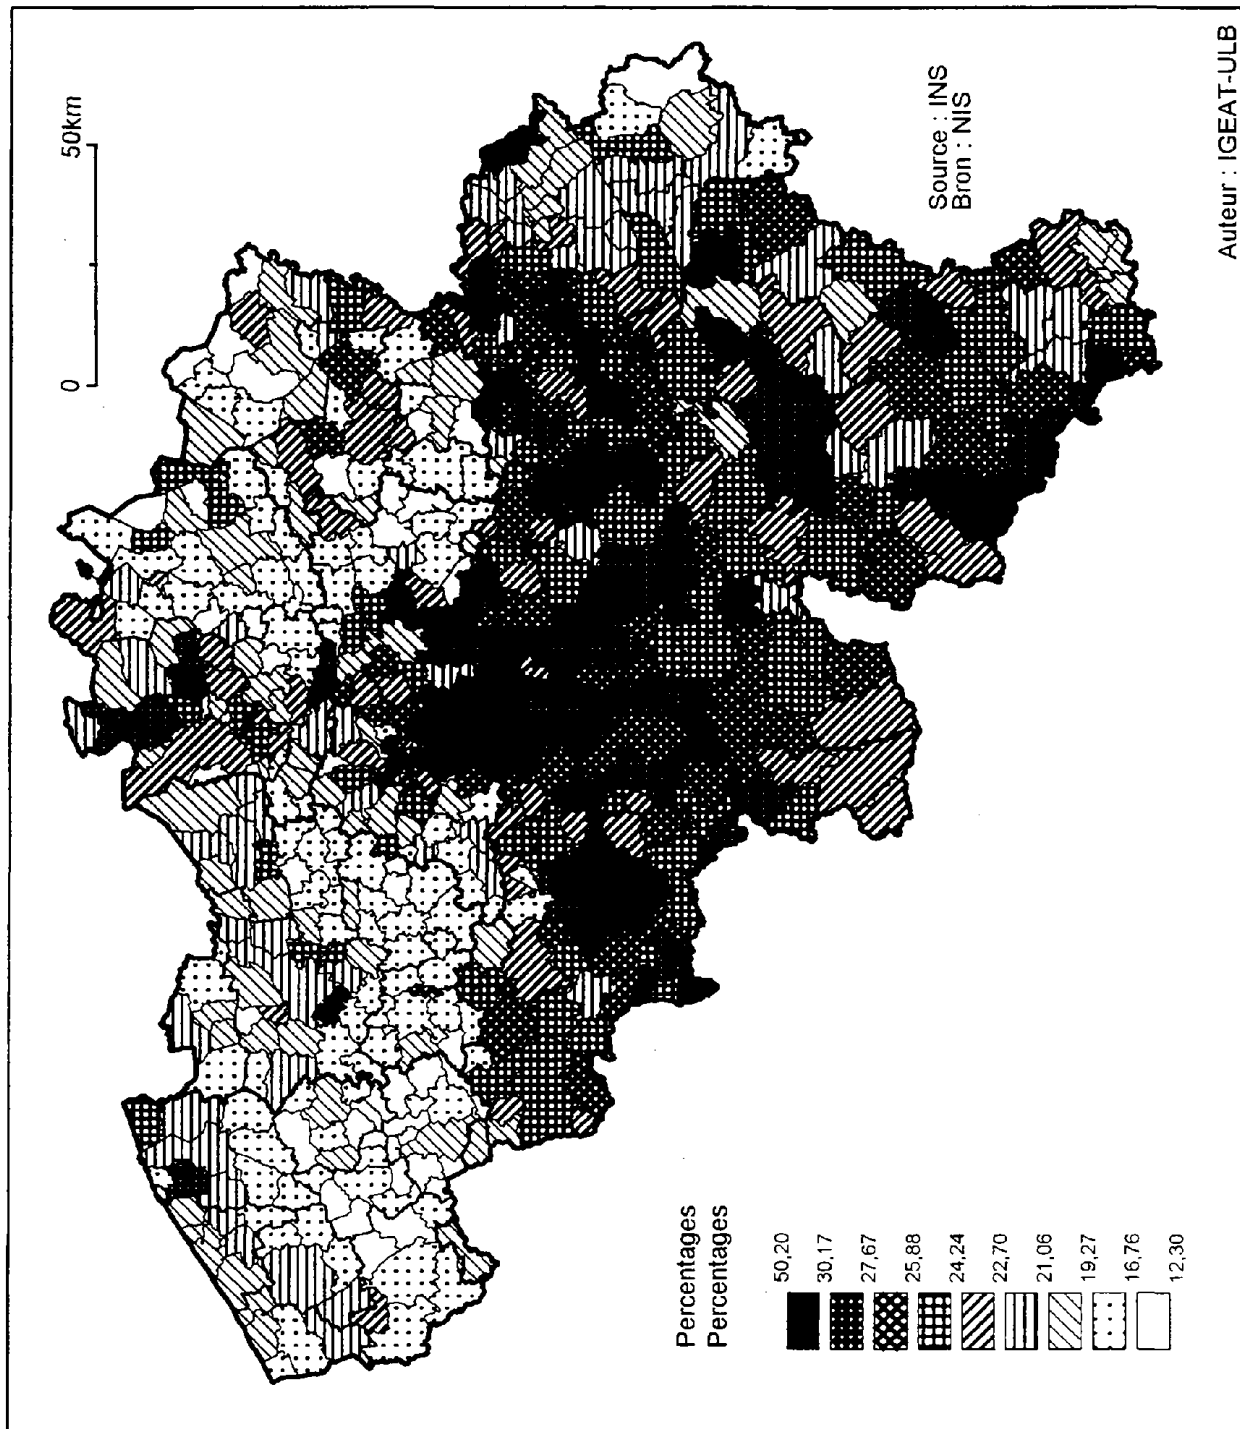 0 50km
Source : INS
Bron : NIS
Auteur : IGEAT-ULB
Percentages
Percentages
50,20
30,17
27,67
25,88
24,24
22,70
21,06
19,27
16,76
12,30